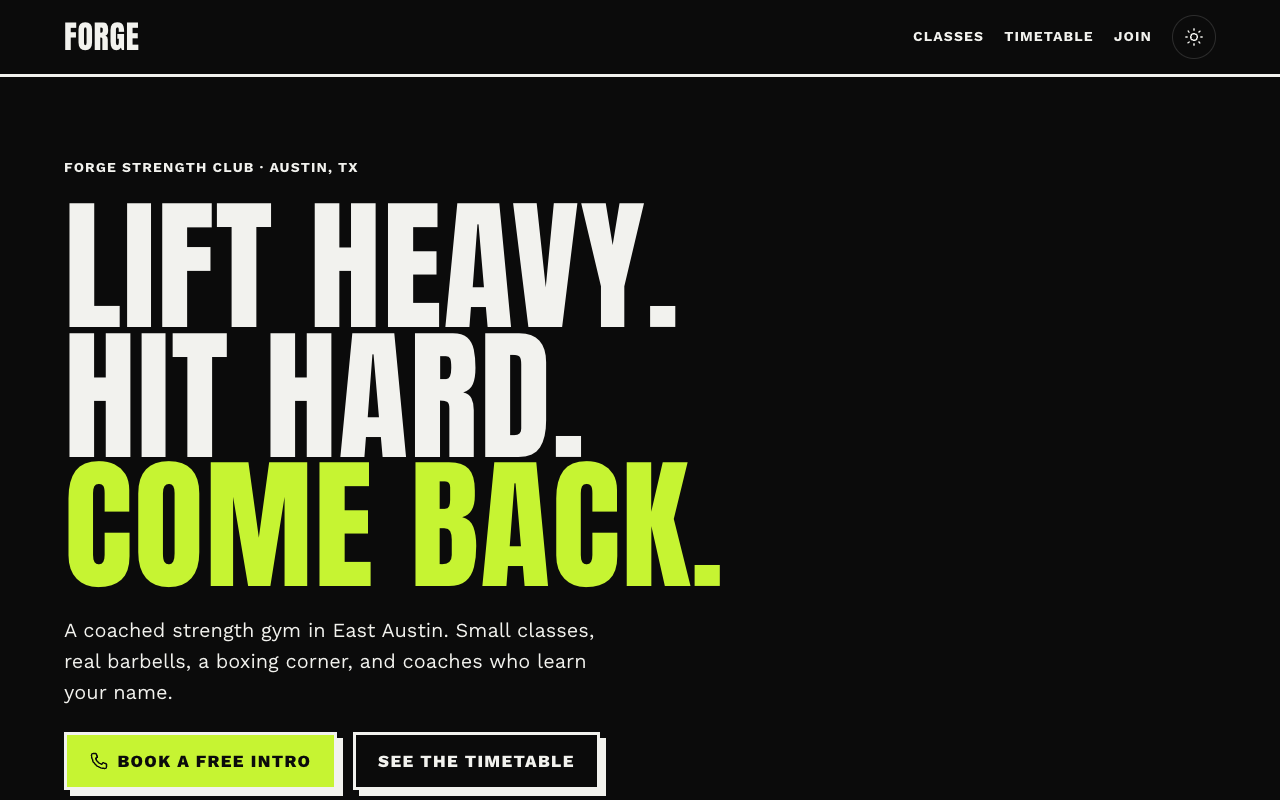 FORGE
CLASSES TIMETABLE JOIN
FORGE STRENGTH CLUB · AUSTIN, TX
LIFT HEAVY.
HIT HARD.
COME BACK.
A coached strength gym in East Austin. Small classes,
real barbells, a boxing corner, and coaches who learn
your name.
BOOK A FREE INTRO
SEE THE TIMETABLE